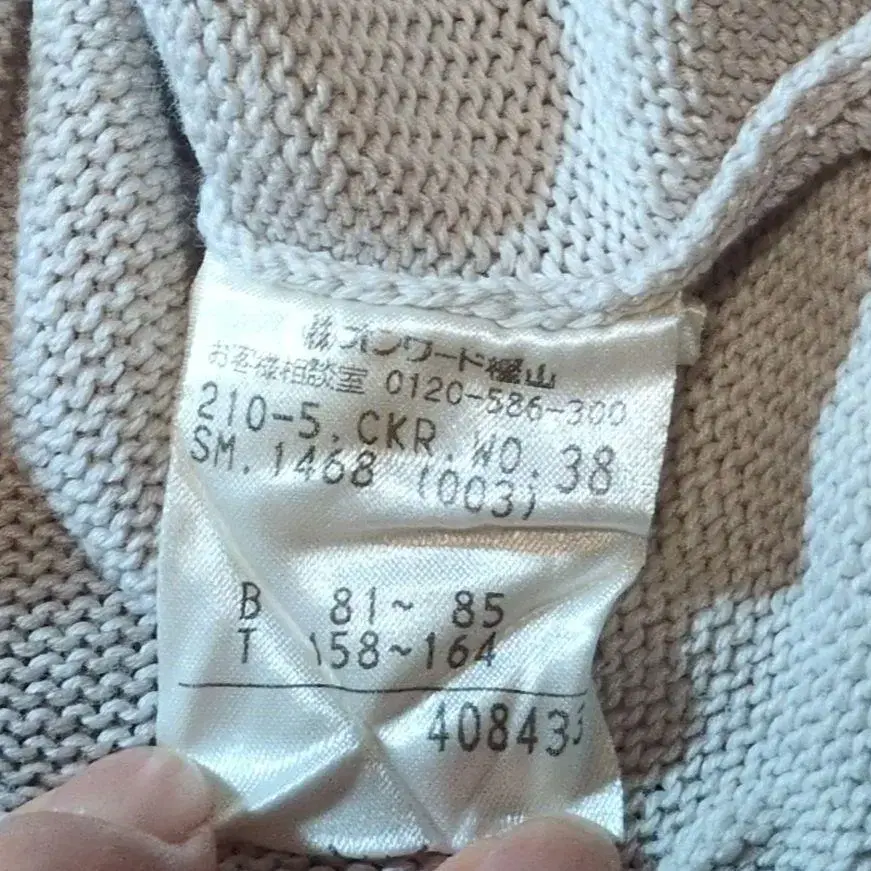 ㈱オンワード樫山
お客様相談室 0120-586-300
210-5.CKR.WO.38
SM.1468 (003)
B 81~ 85
T 158~164
408435